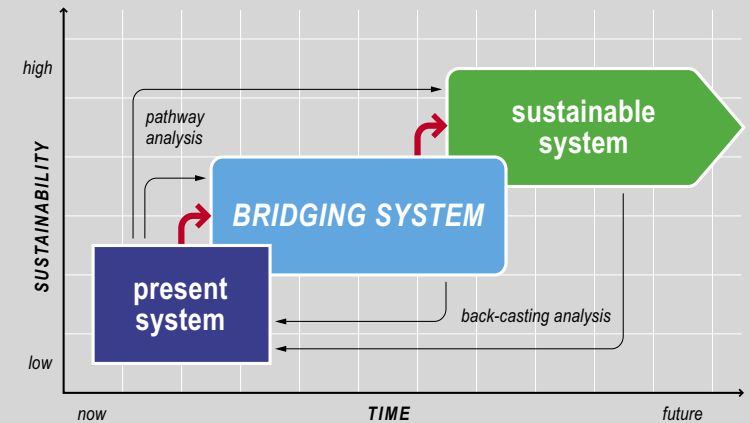 high
pathway
analysis
sustainable
system
SUSTAINABILITY
BRIDGING SYSTEM
present
system
back-casting analysis
low
now
TIME
future